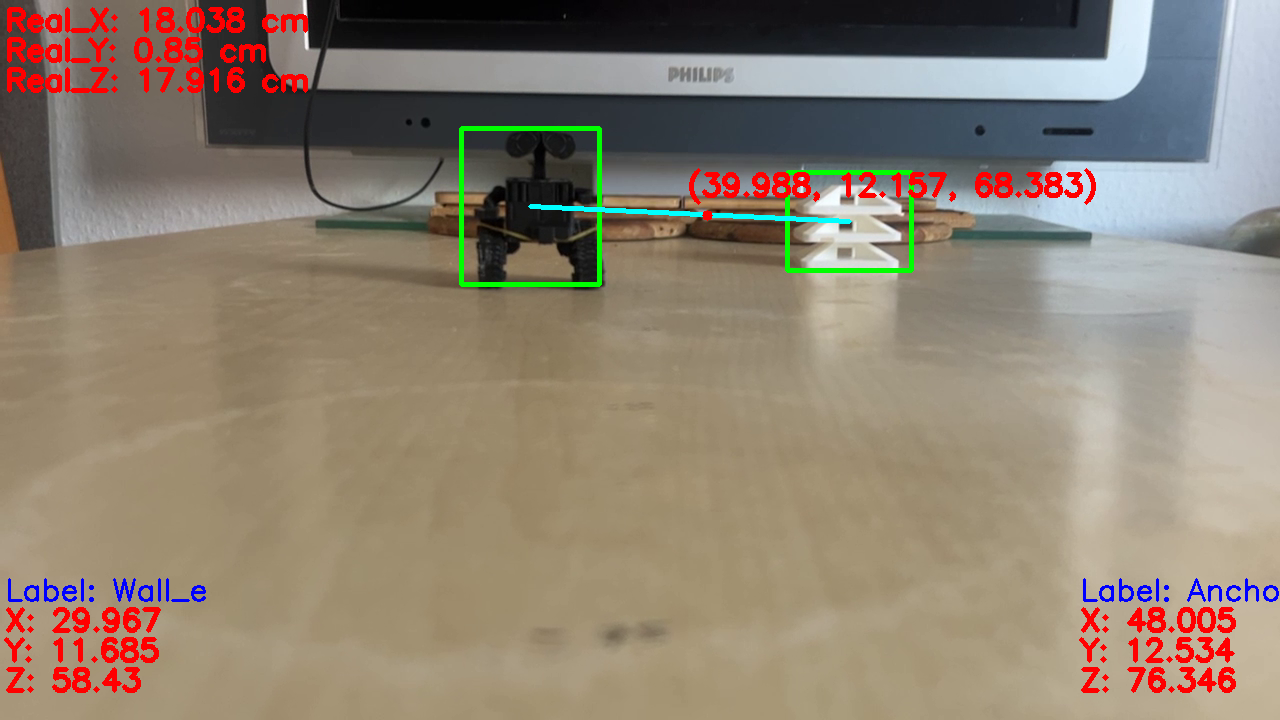 Real_X: 18.038 cm
Real_Y: 0.85 cm
Real_Z: 17.916 cm
PHILIPS
(39.988, 12.157, 68.383)
Label: Wall_e
X: 29.967
Y: 11.685
Z: 58.43
Label: Ancho
X: 48.005
Y: 12.534
Z: 76.346